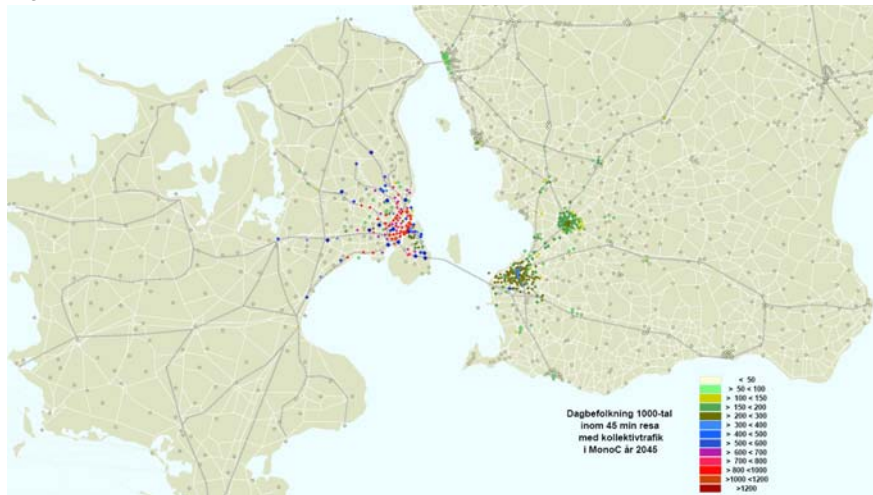 Dagbefolkning 1000-tal
inom 45 min resa
med kollektivtrafik
i MonoC år 2045
< 50
> 50 < 100
> 100 < 150
> 150 < 200
> 200 < 300
> 300 < 400
> 400 < 500
> 500 < 600
> 600 < 700
> 700 < 800
> 800 <1000
>1000 <1200
>1200